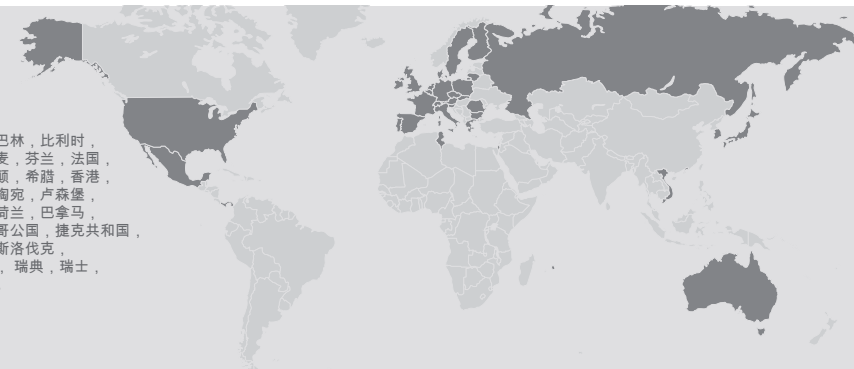 巴林，比利时，
麦，芬兰，法国，
，希腊，香港，
陶宛，卢森堡，
荷兰，巴拿马，
哥公国，捷克共和国，
斯洛伐克，
，瑞典，瑞士，